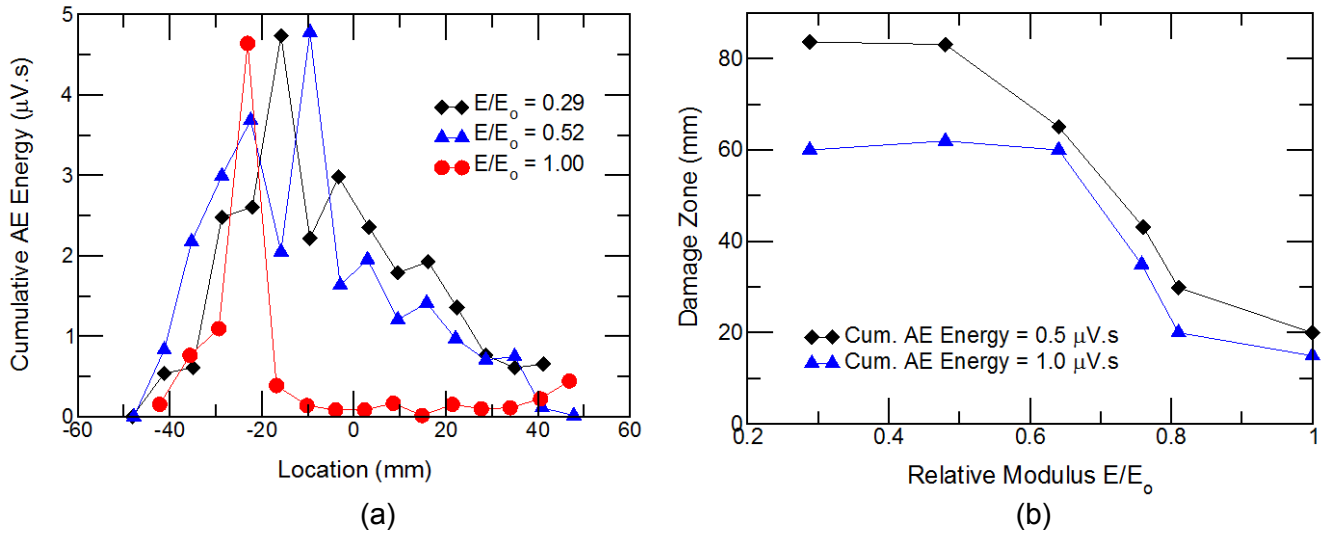 Cumulative AE Energy (μV.s)
5
4
3
2
1
0
E/Eo = 0.29
E/Eo = 0.52
E/Eo = 1.00
-60 -40 -20 0 20 40 60
Location (mm)
(a)
Damage Zone (mm)
80
60
40
20
0
Cum. AE Energy = 0.5 μV.s
Cum. AE Energy = 1.0 μV.s
0.2 0.4 0.6 0.8 1
Relative Modulus E/Eo
(b)